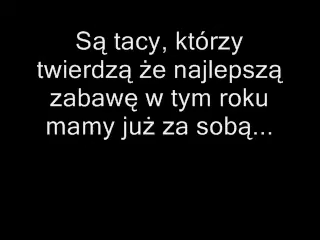 Są tacy, którzy
twierdzą że najlepszą
zabawę w tym roku
mamy już za sobą...